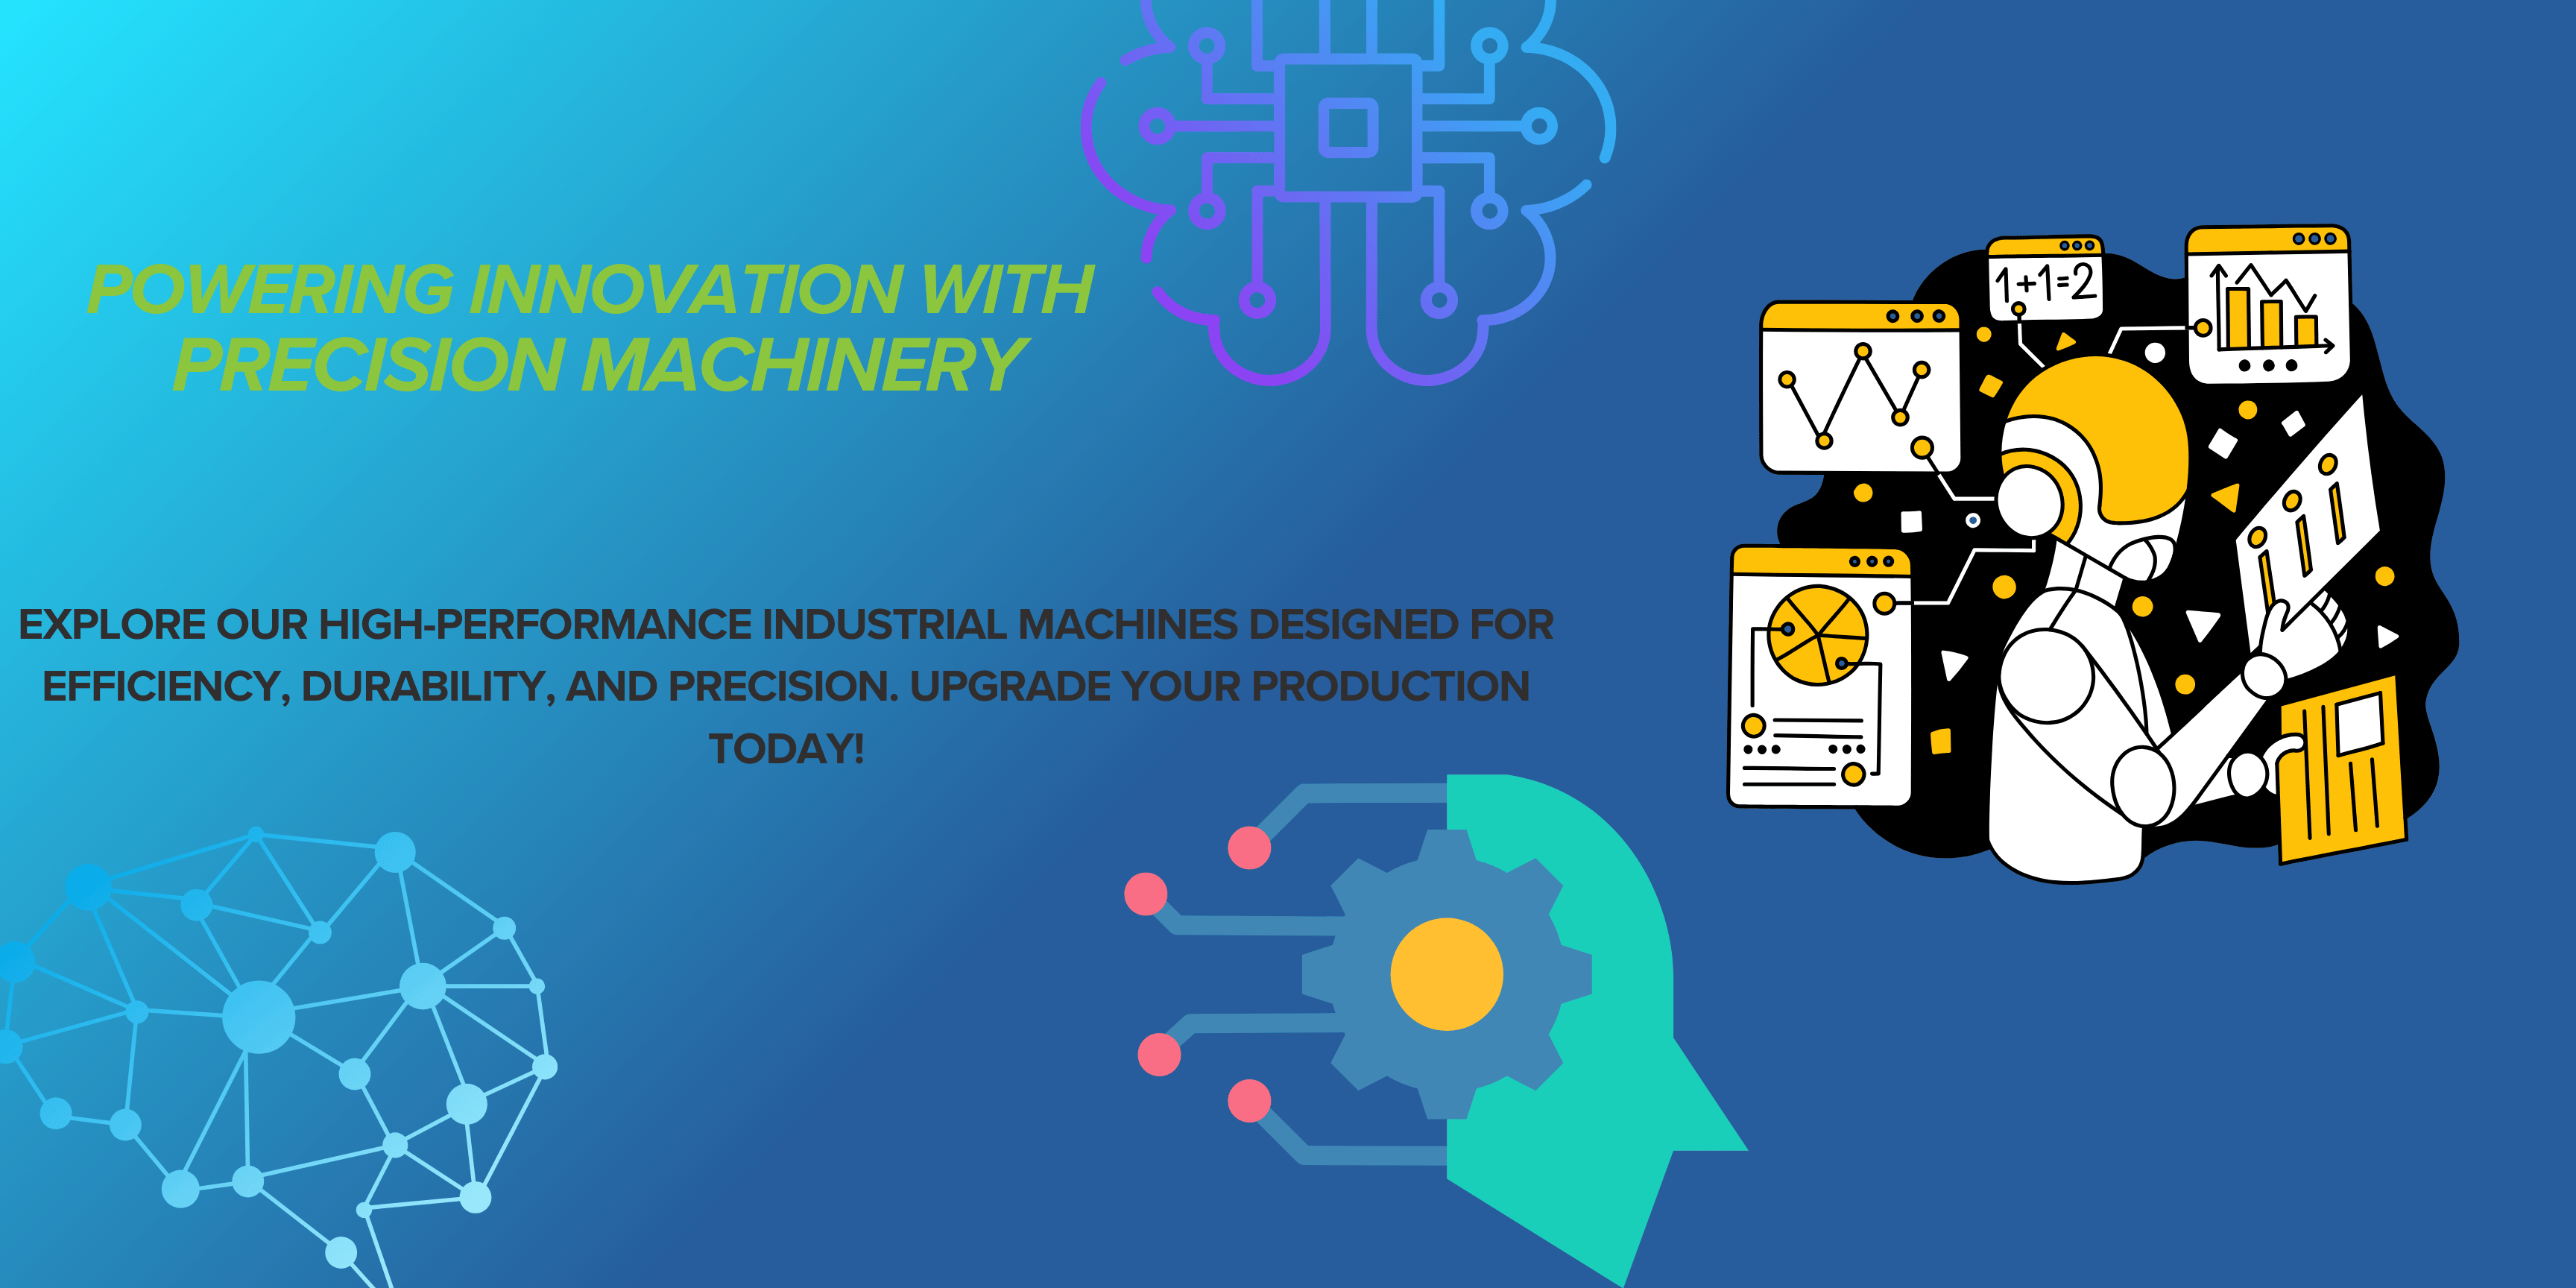 POWERING INNOVATION WITH
PRECISION MACHINERY
1+1=2
EXPLORE OUR HIGH-PERFORMANCE INDUSTRIAL MACHINES DESIGNED FOR
EFFICIENCY, DURABILITY, AND PRECISION. UPGRADE YOUR PRODUCTION
TODAY!